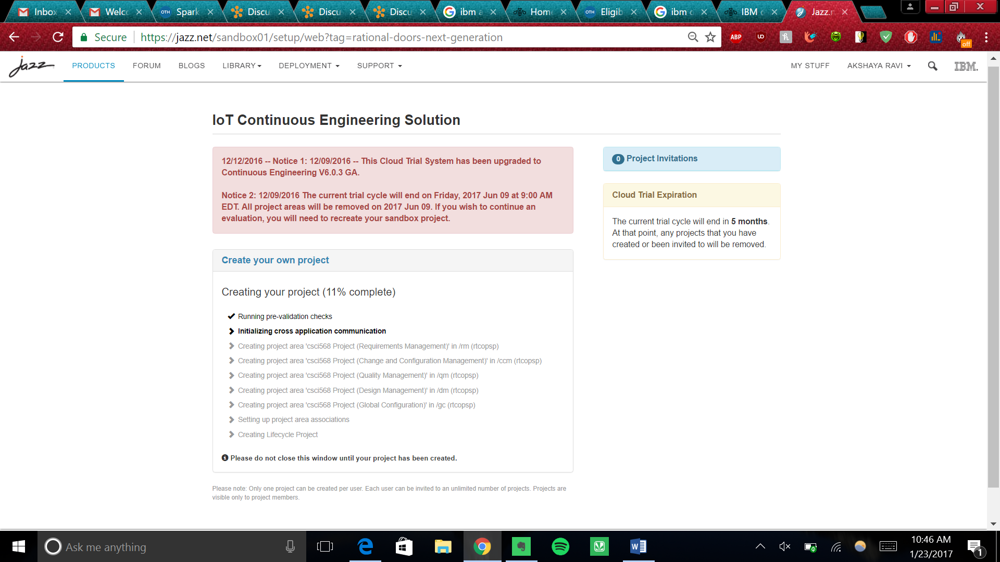 Inbox
Welc
OTH Spark
Discu
Discu
Discu
ibm a
Home
OTH Eligib
ibm
IBM
Jazz.n
Secure https://jazz.net/sandbox01/setup/web?tag=rational-doors-next-generation
ABP
off
jazz PRODUCTS FORUM BLOGS LIBRARY DEPLOYMENT SUPPORT MY STUFF AKSHAYA RAVI IBM.
IoT Continuous Engineering Solution
12/12/2016 -- Notice 1: 12/09/2016 -- This Cloud Trial System has been upgraded to
Continuous Engineering V6.0.3 GA.
Notice 2: 12/09/2016 The current trial cycle will end on Friday, 2017 Jun 09 at 9:00 AM
EDT. All project areas will be removed on 2017 Jun 09. If you wish to continue an
evaluation, you will need to recreate your sandbox project.
0 Project Invitations
Cloud Trial Expiration
The current trial cycle will end in 5 months.
At that point, any projects that you have
created or been invited to will be removed.
Create your own project
Creating your project (11% complete)
Running pre-validation checks
Initializing cross application communication
Creating project area 'csci568 Project (Requirements Management)' in /rm (rtcopsp)
Creating project area 'csci568 Project (Change and Configuration Management)' in /ccm (rtcopsp)
Creating project area 'csci568 Project (Quality Management)' in /qm (rtcopsp)
Creating project area 'csci568 Project (Design Management)' in /dm (rtcopsp)
Creating project area 'csci568 Project (Global Configuration)' in /gc (rtcopsp)
Setting up project area associations
Creating Lifecycle Project
Please do not close this window until your project has been created.
Please note: Only one project can be created per user. Each user can be invited to an unlimited number of projects. Projects are
visible only to project members.
Ask me anything
10:46 AM
1/23/2017
1